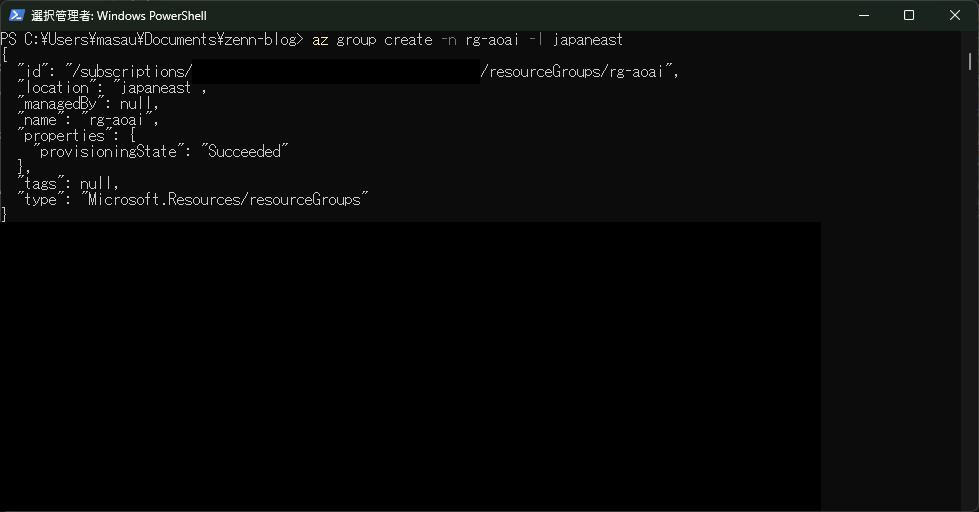 選択管理者: Windows PowerShell
PS C:¥Users¥masau¥Documents¥zenn-blog> az group create -n rg-aoai -l japaneast
{
  "id": "/subscriptions/ /resourceGroups/rg-aoai",
  "location": "japaneast ,
  "managedBy": null,
  "name": "rg-aoai",
  "properties": {
    "provisioningState": "Succeeded"
  },
  "tags": null,
  "type": "Microsoft.Resources/resourceGroups"
}